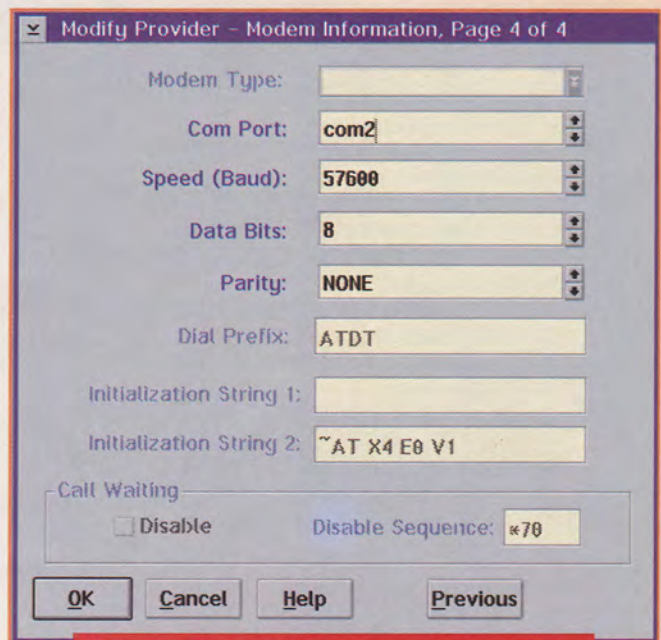 Modify Provider - Modem Information, Page 4 of 4
Modem Type:
Com Port: com2
Speed (Baud): 57600
Data Bits: 8
Parity: NONE
Dial Prefix: ATDT
Initialization String 1:
Initialization String 2: ~AT X4 E0 V1
Call Waiting
Disable Disable Sequence: *70
OK Cancel Help Previous